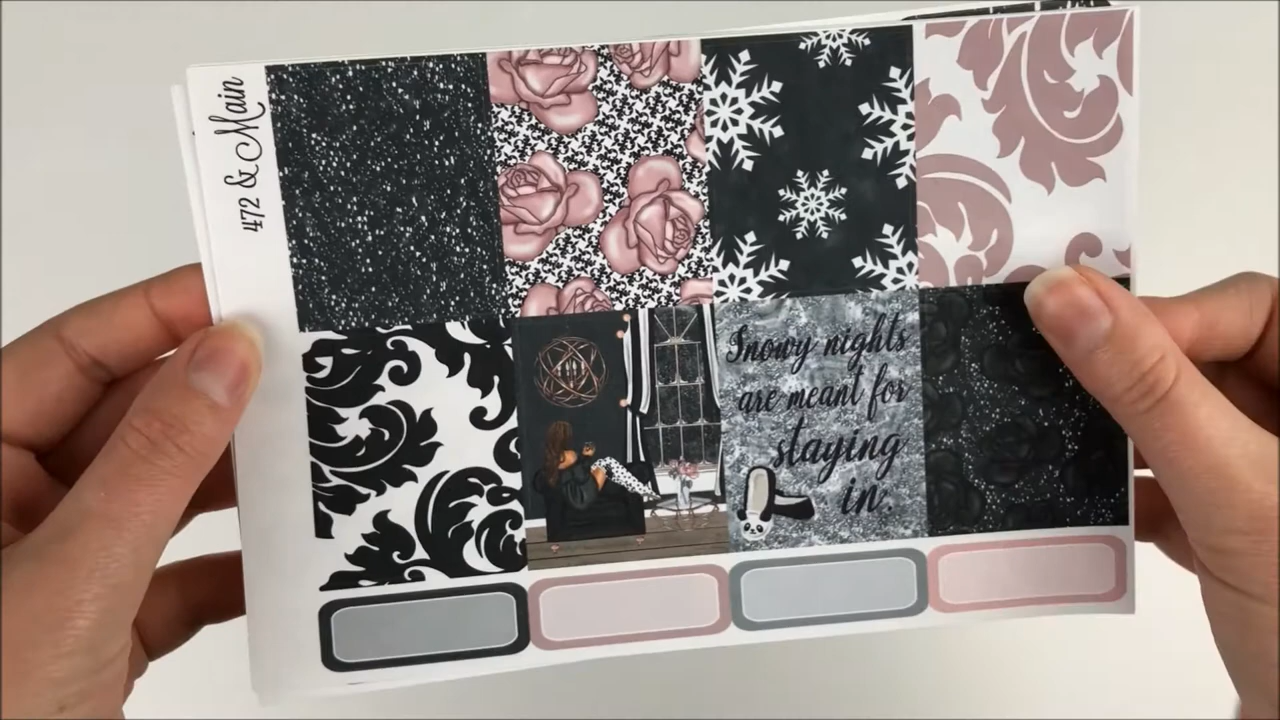 472 & Main
Snowy nights
are meant for
staying
in.